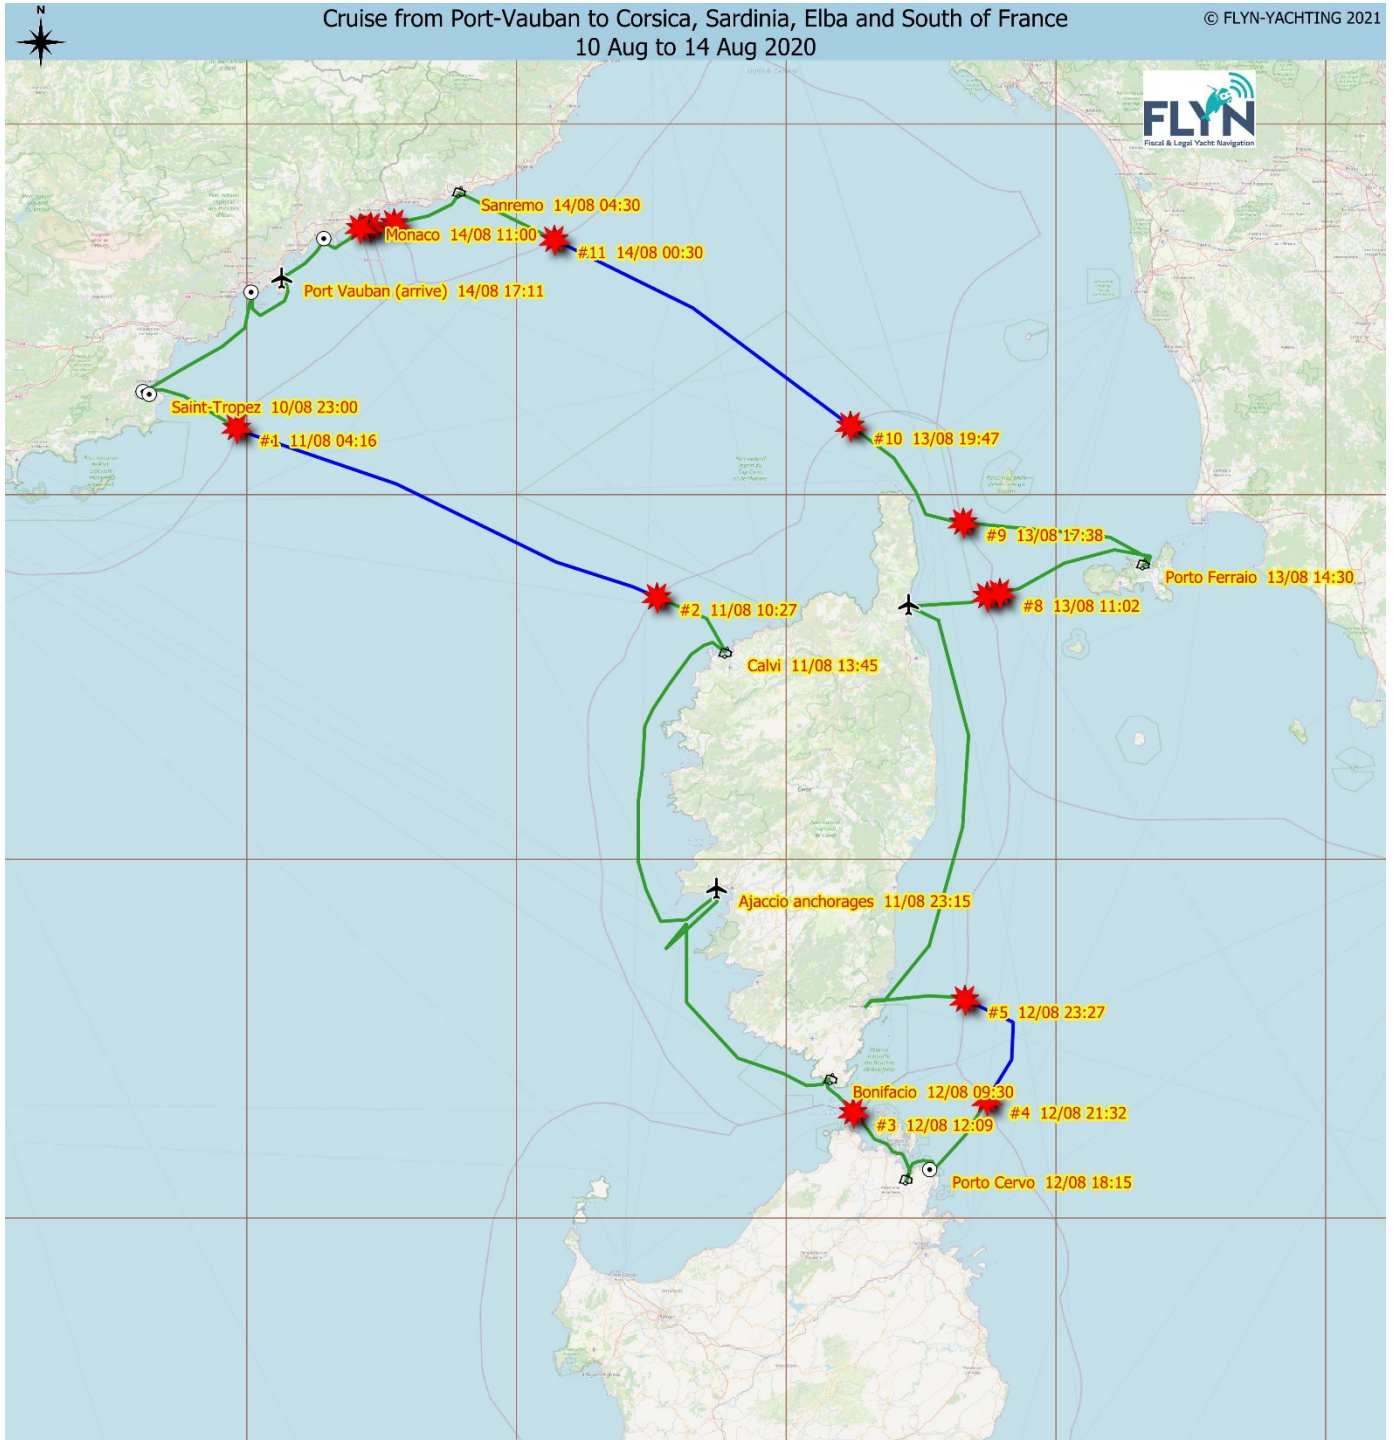 Cruise from Port-Vauban to Corsica, Sardinia, Elba and South of France
10 Aug to 14 Aug 2020
© FLYN-YACHTING 2021
N
FLYN
Fiscal & Legal Yacht Navigation
Sanremo 14/08 04:30
Monaco 14/08 11:00
#11 14/08 00:30
Port Vauban (arrive) 14/08 17:11
Saint-Tropez 10/08 23:00
#1 11/08 04:16
#10 13/08 19:47
#9 13/08 17:38
Porto Ferraio 13/08 14:30
#2 11/08 10:27
#8 13/08 11:02
Calvi 11/08 13:45
Ajaccio anchorages 11/08 23:15
#5 12/08 23:27
Bonifacio 12/08 09:30
#4 12/08 21:32
#3 12/08 12:09
Porto Cervo 12/08 18:15